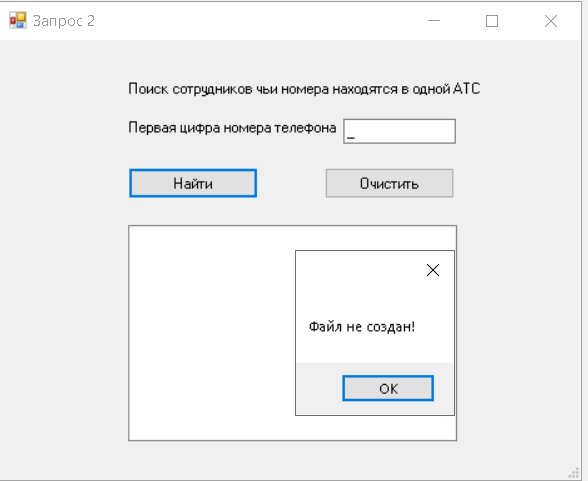 Запрос 2
Поиск сотрудников чьи номера находятся в одной АТС
Первая цифра номера телефона _
Найти Очистить
Файл не создан!
OK